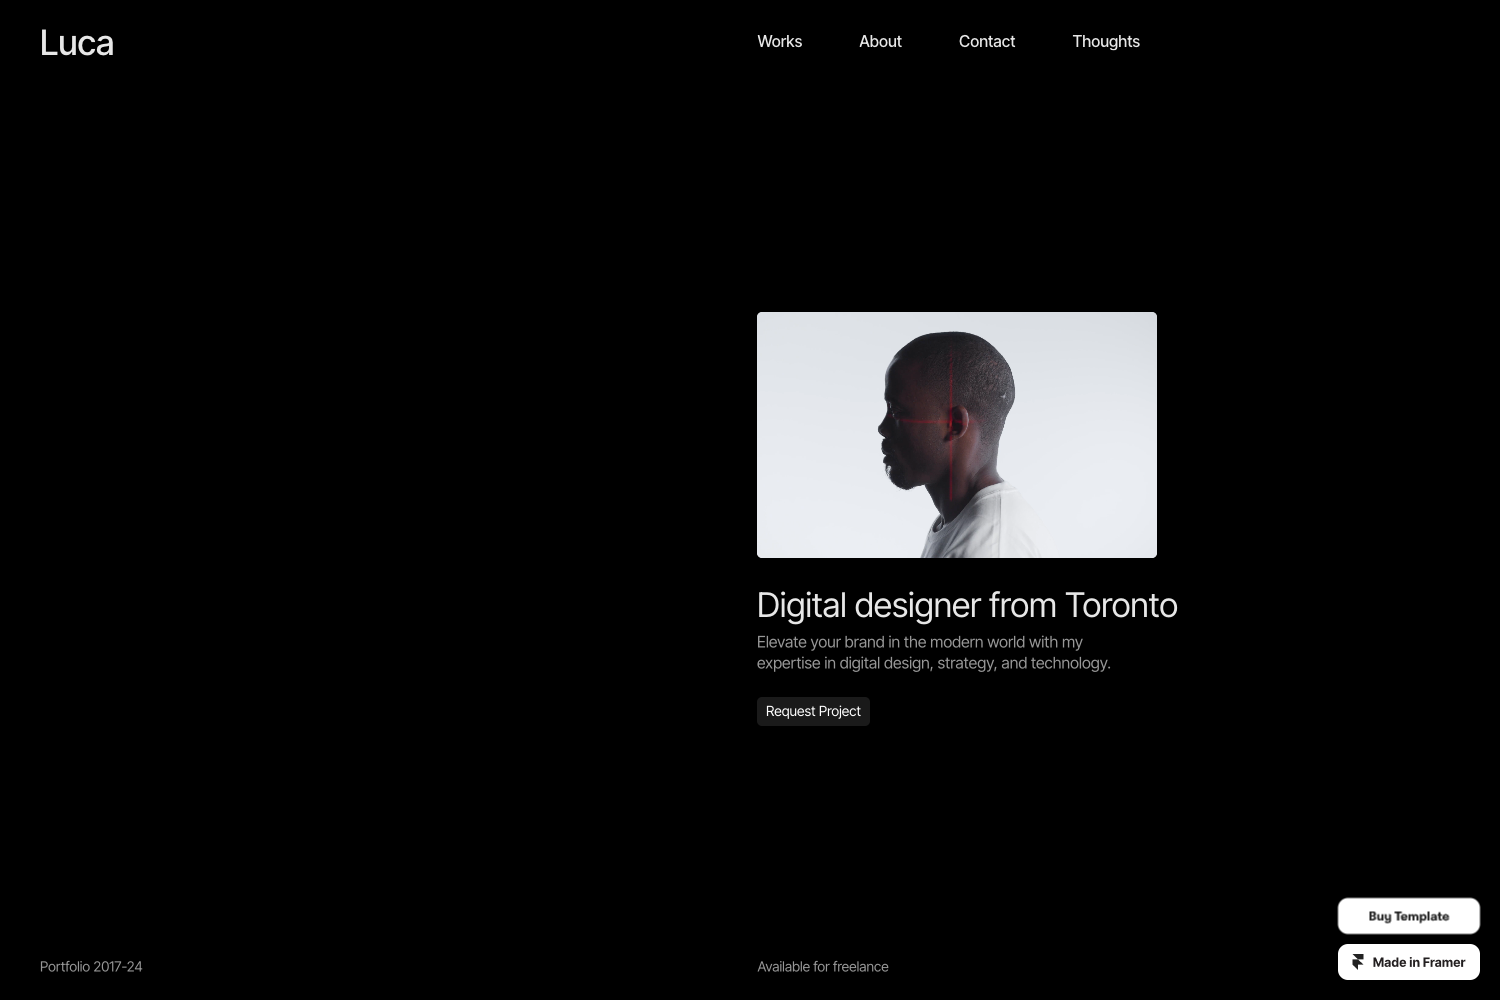 Luca
Works
About
Contact
Thoughts
Digital designer from Toronto
Elevate your brand in the modern world with my
expertise in digital design, strategy, and technology.
Request Project
Portfolio 2017-24
Available for freelance
Buy Template
Made in Framer